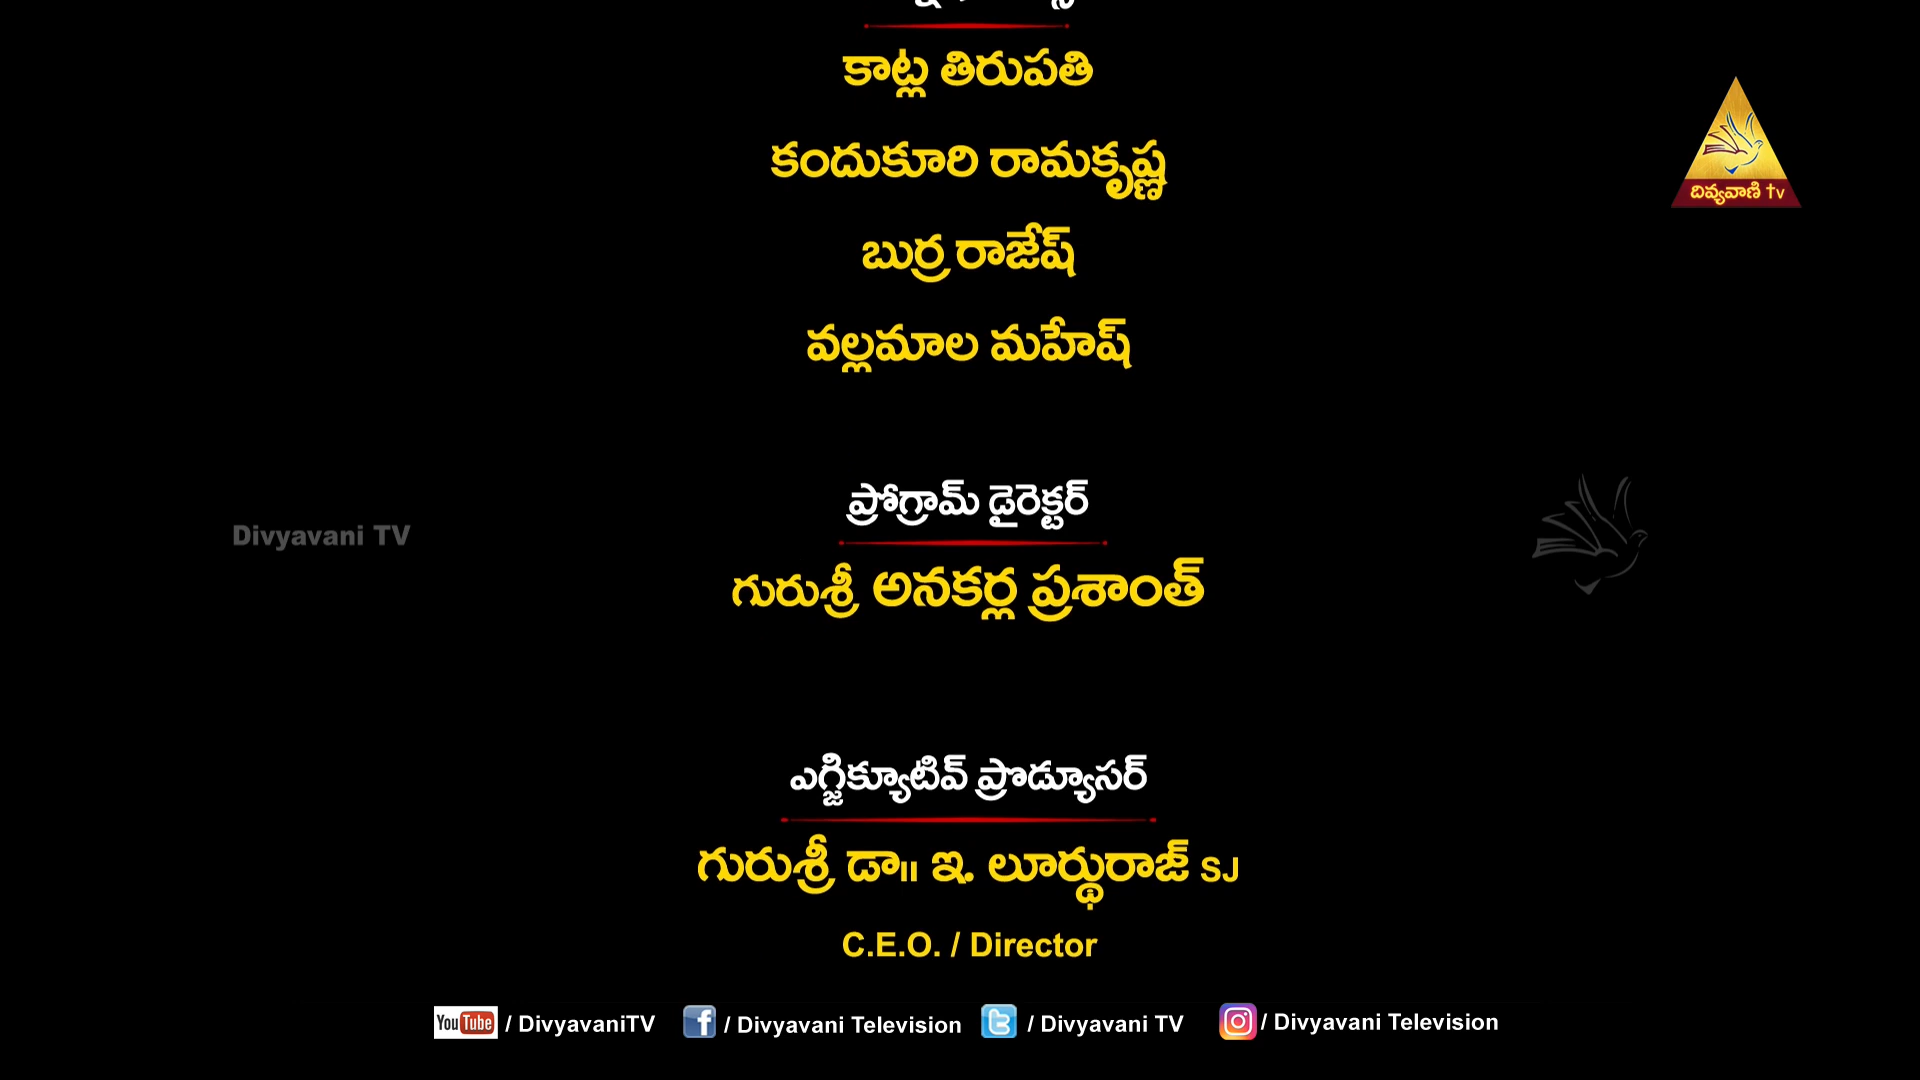 కాట్ల తిరుపతి
కందుకూరి రామకృష్ణ
దివ్యవాణి tv
బుర్ర రాజేష్
వల్లమాల మహేష్
ప్రోగ్రామ్ డైరెక్టర్
Divyavani TV
గురుశ్రీ అనకర్ల ప్రశాంత్
ఎగ్జిక్యూటివ్ ప్రొడ్యూసర్
గురుశ్రీ డా॥ ఇ. లూర్థురాజ్ SJ
C.E.O. / Director
YouTube / DivyavaniTV f / Divyavani Television / Divyavani TV / Divyavani Television